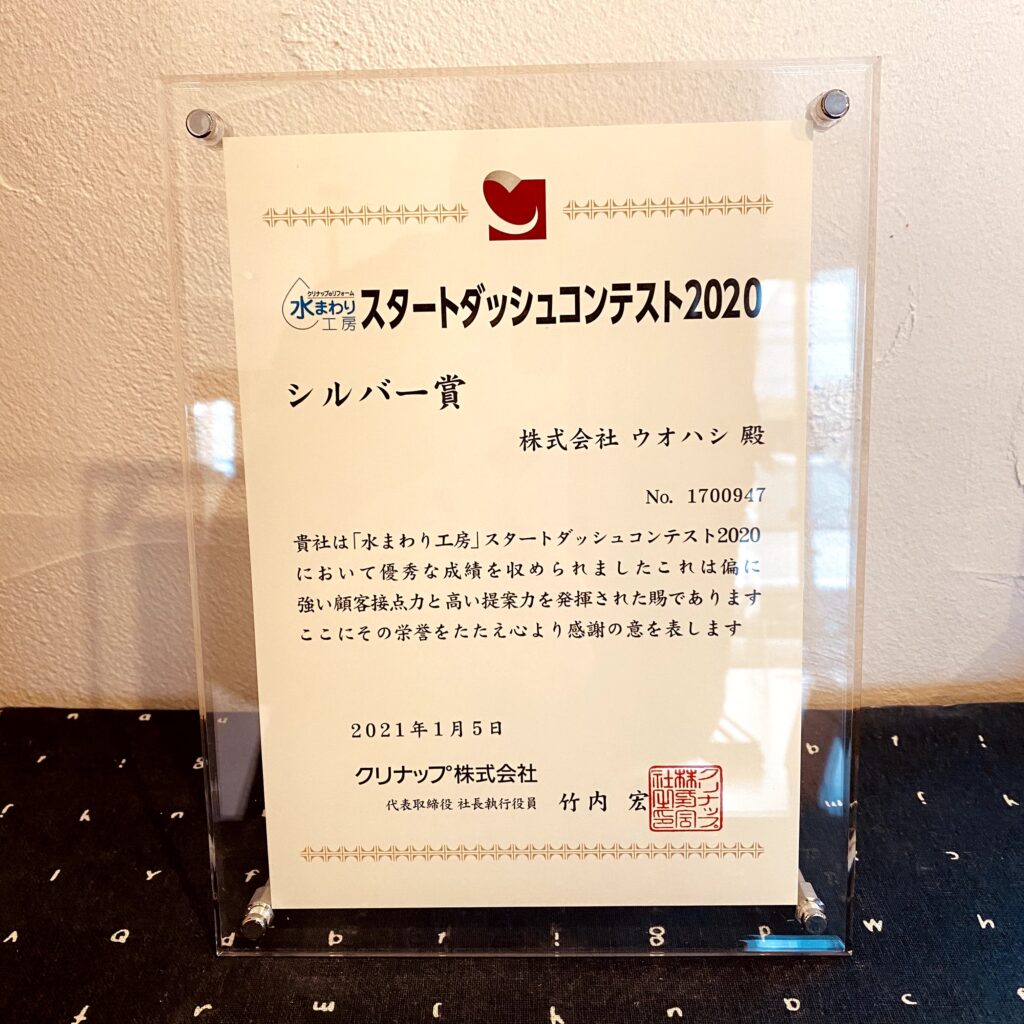 クリナップのリフォーム
水まわり工房 スタートダッシュコンテスト2020
シルバー賞
株式会社 ウオハシ 殿
No. 1700947
貴社は「水まわり工房」スタートダッシュコンテスト2020
において優秀な成績を収められましたこれは偏に
強い顧客接点力と高い提案力を発揮された賜であります
ここにその栄誉をたたえ心より感謝の意を表します
2021年1月5日
クリナップ株式会社
代表取締役 社長執行役員 竹内 宏
クリナップ株式会社